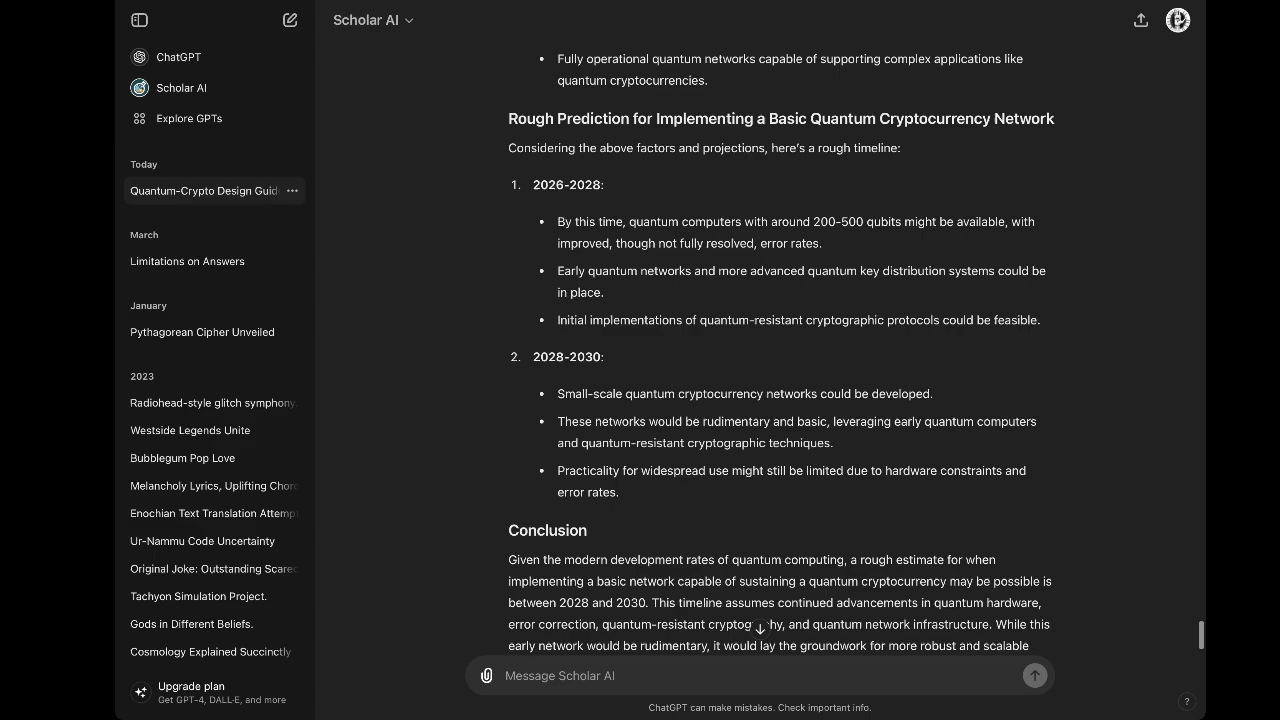 ChatGPT
Scholar AI
Explore GPTs
Today
Quantum-Crypto Design Guid
March
Limitations on Answers
January
Pythagorean Cipher Unveiled
2023
Radiohead-style glitch symphony,
Westside Legends Unite
Bubblegum Pop Love
Melancholy Lyrics, Uplifting Chor
Enochian Text Translation Attemp
Ur-Nammu Code Uncertainty
Original Joke: Outstanding Scarec
Tachyon Simulation Project.
Gods in Different Beliefs.
Cosmology Explained Succinctly
Upgrade plan
Get GPT-4, DALL·E, and more
Scholar AI
• Fully operational quantum networks capable of supporting complex applications like
quantum cryptocurrencies.
Rough Prediction for Implementing a Basic Quantum Cryptocurrency Network
Considering the above factors and projections, here's a rough timeline:
1. 2026-2028:
• By this time, quantum computers with around 200-500 qubits might be available, with
improved, though not fully resolved, error rates.
• Early quantum networks and more advanced quantum key distribution systems could be
in place.
• Initial implementations of quantum-resistant cryptographic protocols could be feasible.
2. 2028-2030:
• Small-scale quantum cryptocurrency networks could be developed.
• These networks would be rudimentary and basic, leveraging early quantum computers
and quantum-resistant cryptographic techniques.
• Practicality for widespread use might still be limited due to hardware constraints and
error rates.
Conclusion
Given the modern development rates of quantum computing, a rough estimate for when
implementing a basic network capable of sustaining a quantum cryptocurrency may be possible is
between 2028 and 2030. This timeline assumes continued advancements in quantum hardware,
error correction, quantum-resistant cryptography, and quantum network infrastructure. While this
early network would be rudimentary, it would lay the groundwork for more robust and scalable
Message Scholar AI
ChatGPT can make mistakes. Check important info.
?